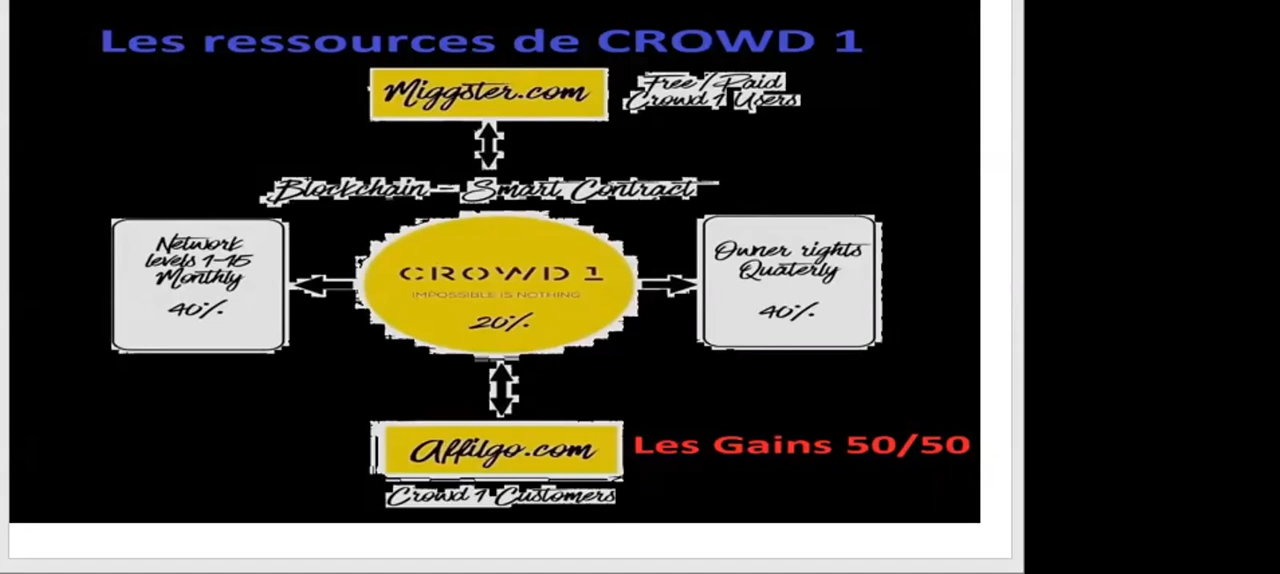 Les ressources de CROWD 1
Miggster.com
Free/Paid
Crowd 1 Users
Blockchain - Smart Contract
Network
levels 1-15
Monthly
40%
CROWD 1
IMPOSSIBLE IS NOTHING
20%
Owner rights
Quaterly
40%
Affilgo.com
Les Gains 50/50
Crowd 1 Customers